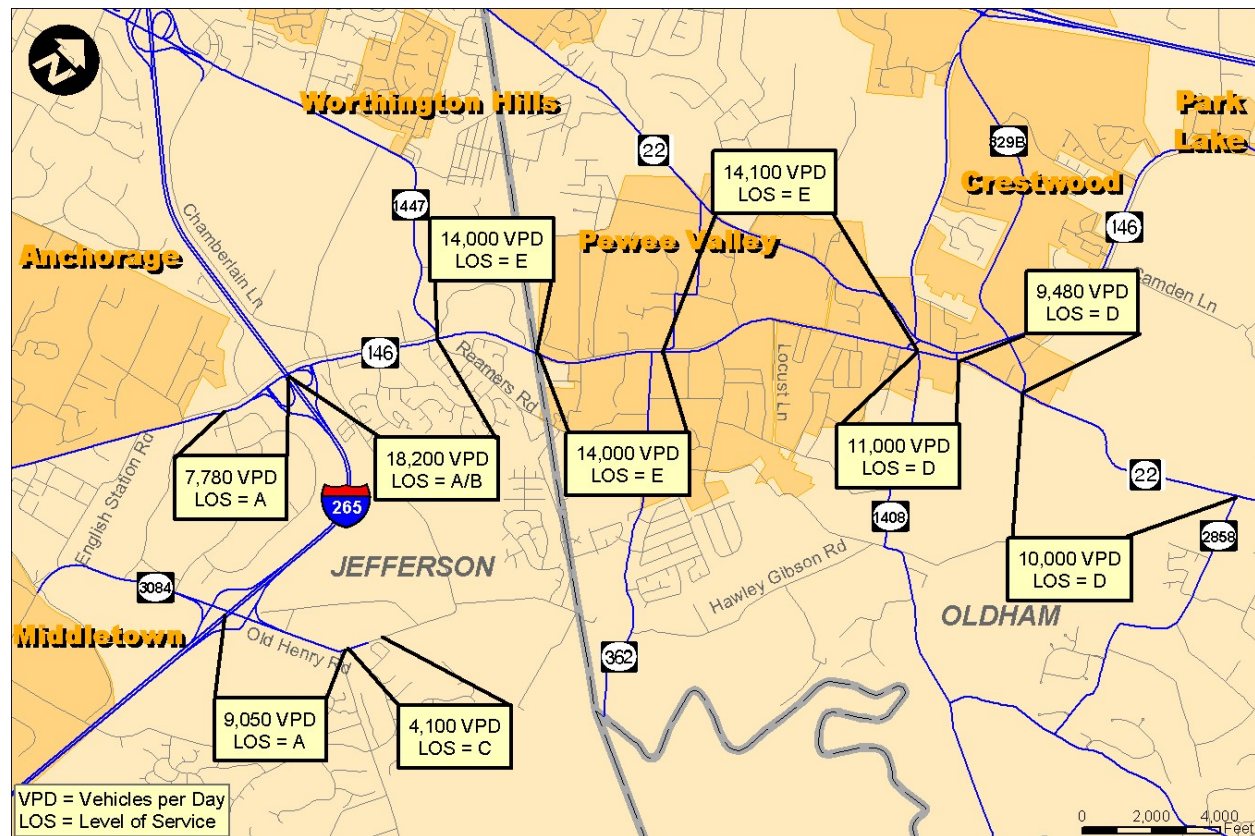 N
Worthington Hills
Park
Lake
22
329B
Crestwood
14,100 VPD
LOS = E
1447
Chamberlain Ln
Anchorage
14,000 VPD
LOS = E
Pewee Valley
146
Camden Ln
9,480 VPD
LOS = D
146
Reamers Rd
Locust Ln
English Station Rd
7,780 VPD
LOS = A
18,200 VPD
LOS = A/B
14,000 VPD
LOS = E
11,000 VPD
LOS = D
22
265
1408
2858
JEFFERSON
3084
Hawley Gibson Rd
10,000 VPD
LOS = D
OLDHAM
Middletown
Old Henry Rd
362
9,050 VPD
LOS = A
4,100 VPD
LOS = C
VPD = Vehicles per Day
LOS = Level of Service
0 2,000 4,000
Feet